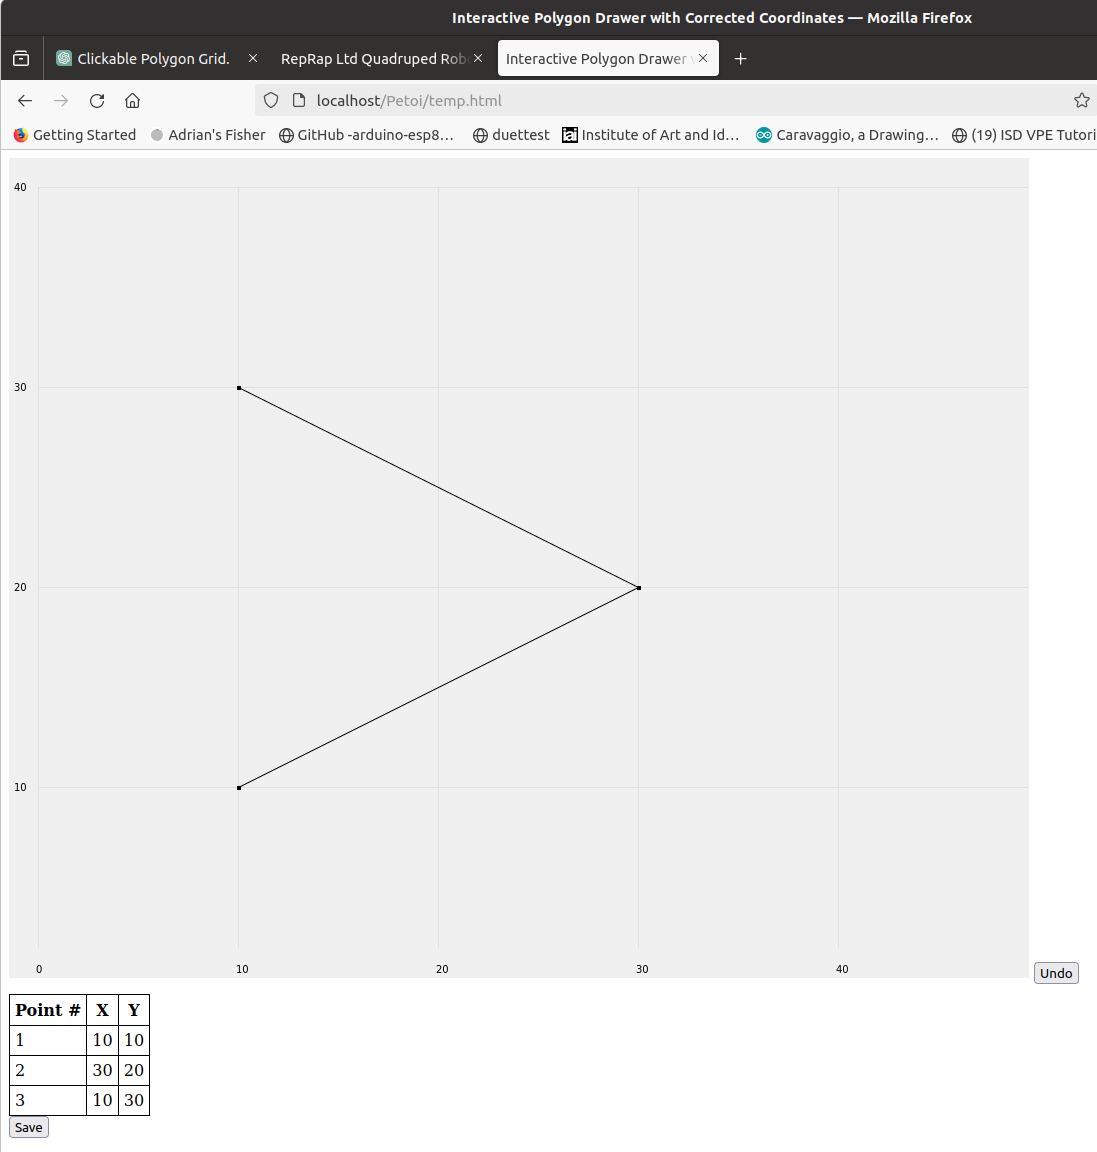 Interactive Polygon Drawer with Corrected Coordinates — Mozilla Firefox
Clickable Polygon Grid. RepRap Ltd Quadruped Rob Interactive Polygon Drawer
localhost/Petoi/temp.html
Getting Started Adrian's Fisher GitHub -arduino-esp8… duettest Institute of Art and Id… Caravaggio, a Drawing… (19) ISD VPE Tutori
40
30
20
10
0 10 20 30 40
Undo
Point # X Y
1 10 10
2 30 20
3 10 30
Save